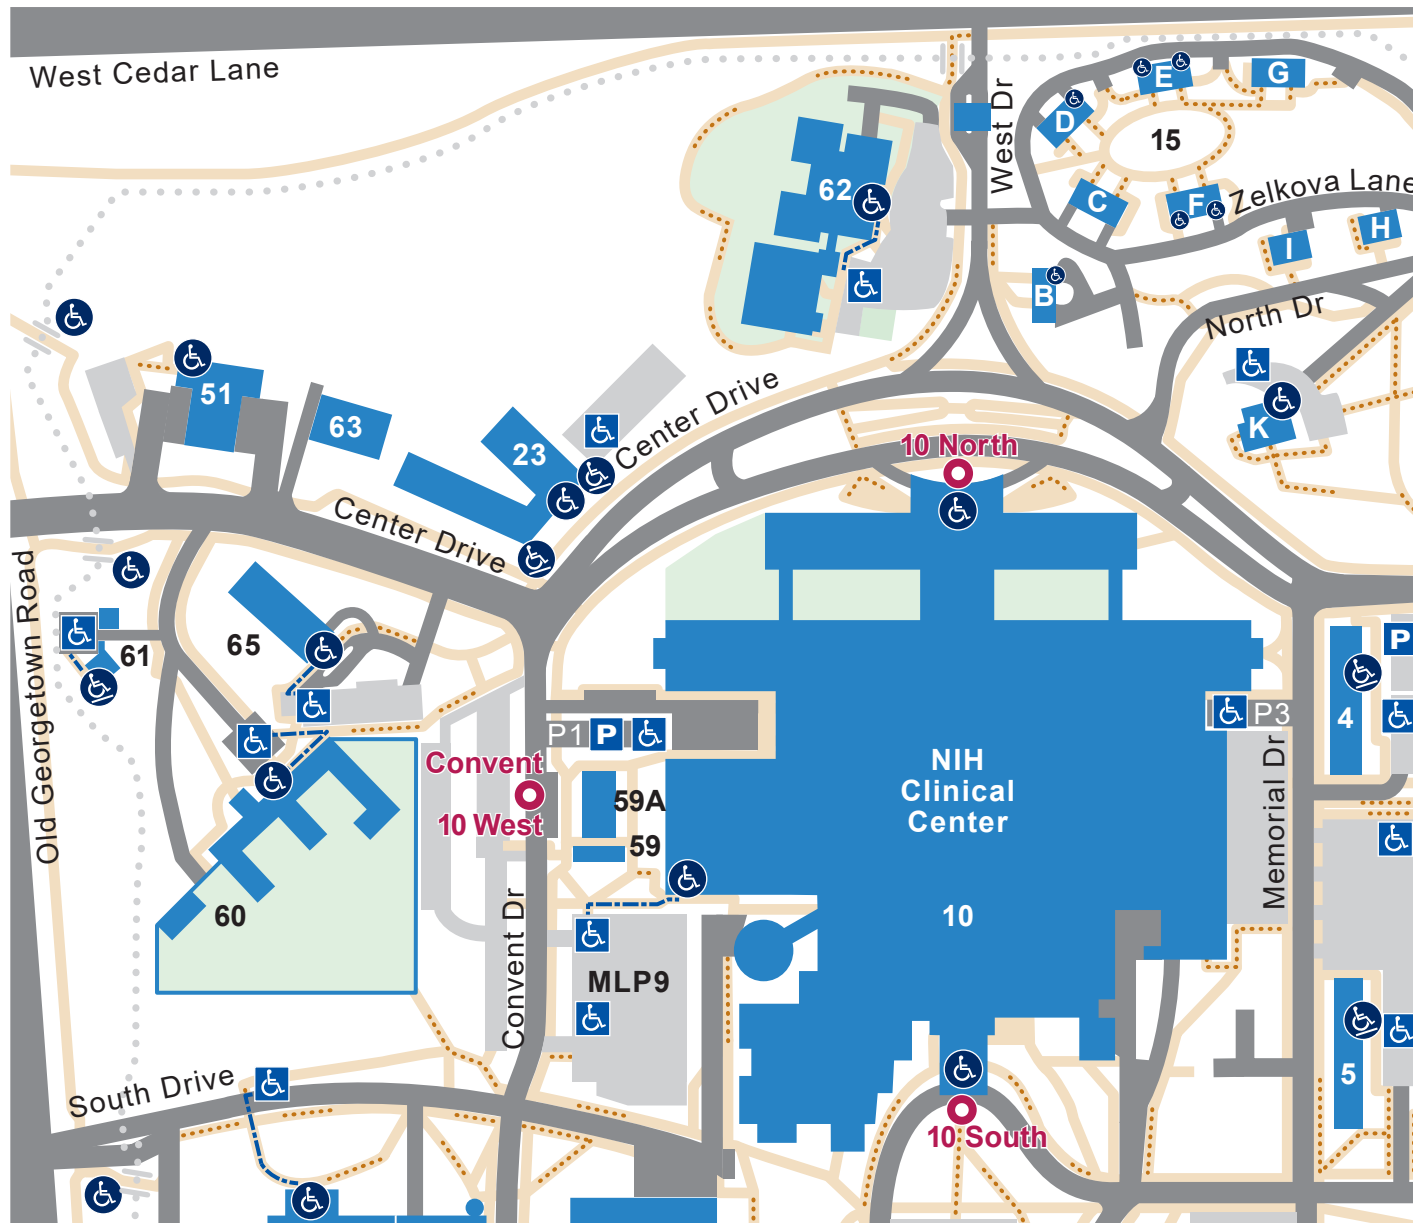 West Cedar Lane
West Dr
E
G
D
15
62
C
F
Zelkova Lane
H
I
B
North Dr
51
63
23
Center Drive
K
10 North
Center Drive
Old Georgetown Road
65
61
P
4
P1
P
P3
NIH
Clinical
Center
Convent
10 West
59A
59
Memorial Dr
60
10
Convent Dr
MLP9
South Drive
5
10 South